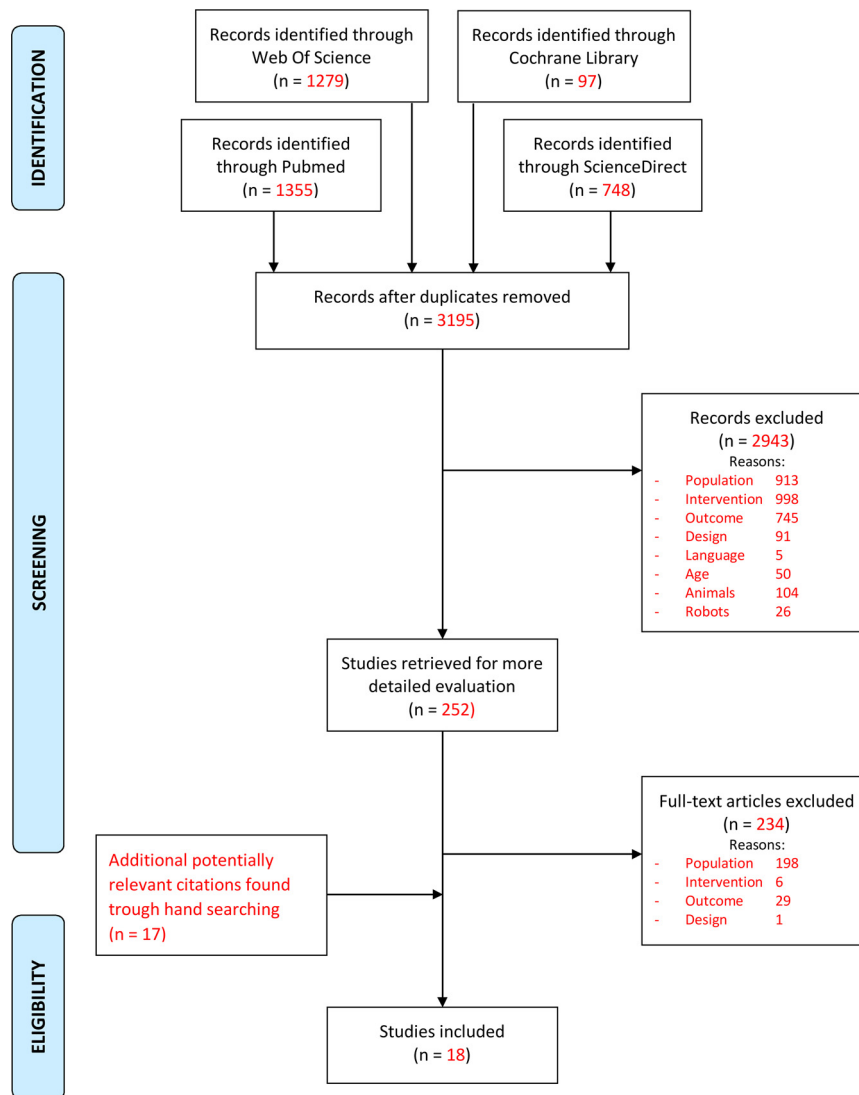 IDENTIFICATION
Records identified through
Web Of Science
(n = 1279)
Records identified through
Cochrane Library
(n = 97)
Records identified
through Pubmed
(n = 1355)
Records identified
through ScienceDirect
(n = 748)
SCREENING
Records after duplicates removed
(n = 3195)
Records excluded
(n = 2943)
Reasons:
- Population 913
- Intervention 998
- Outcome 745
- Design 91
- Language 5
- Age 50
- Animals 104
- Robots 26
Studies retrieved for more
detailed evaluation
(n = 252)
Full-text articles excluded
(n = 234)
Reasons:
- Population 198
- Intervention 6
- Outcome 29
- Design 1
Additional potentially
relevant citations found
trough hand searching
(n = 17)
ELIGIBILITY
Studies included
(n = 18)